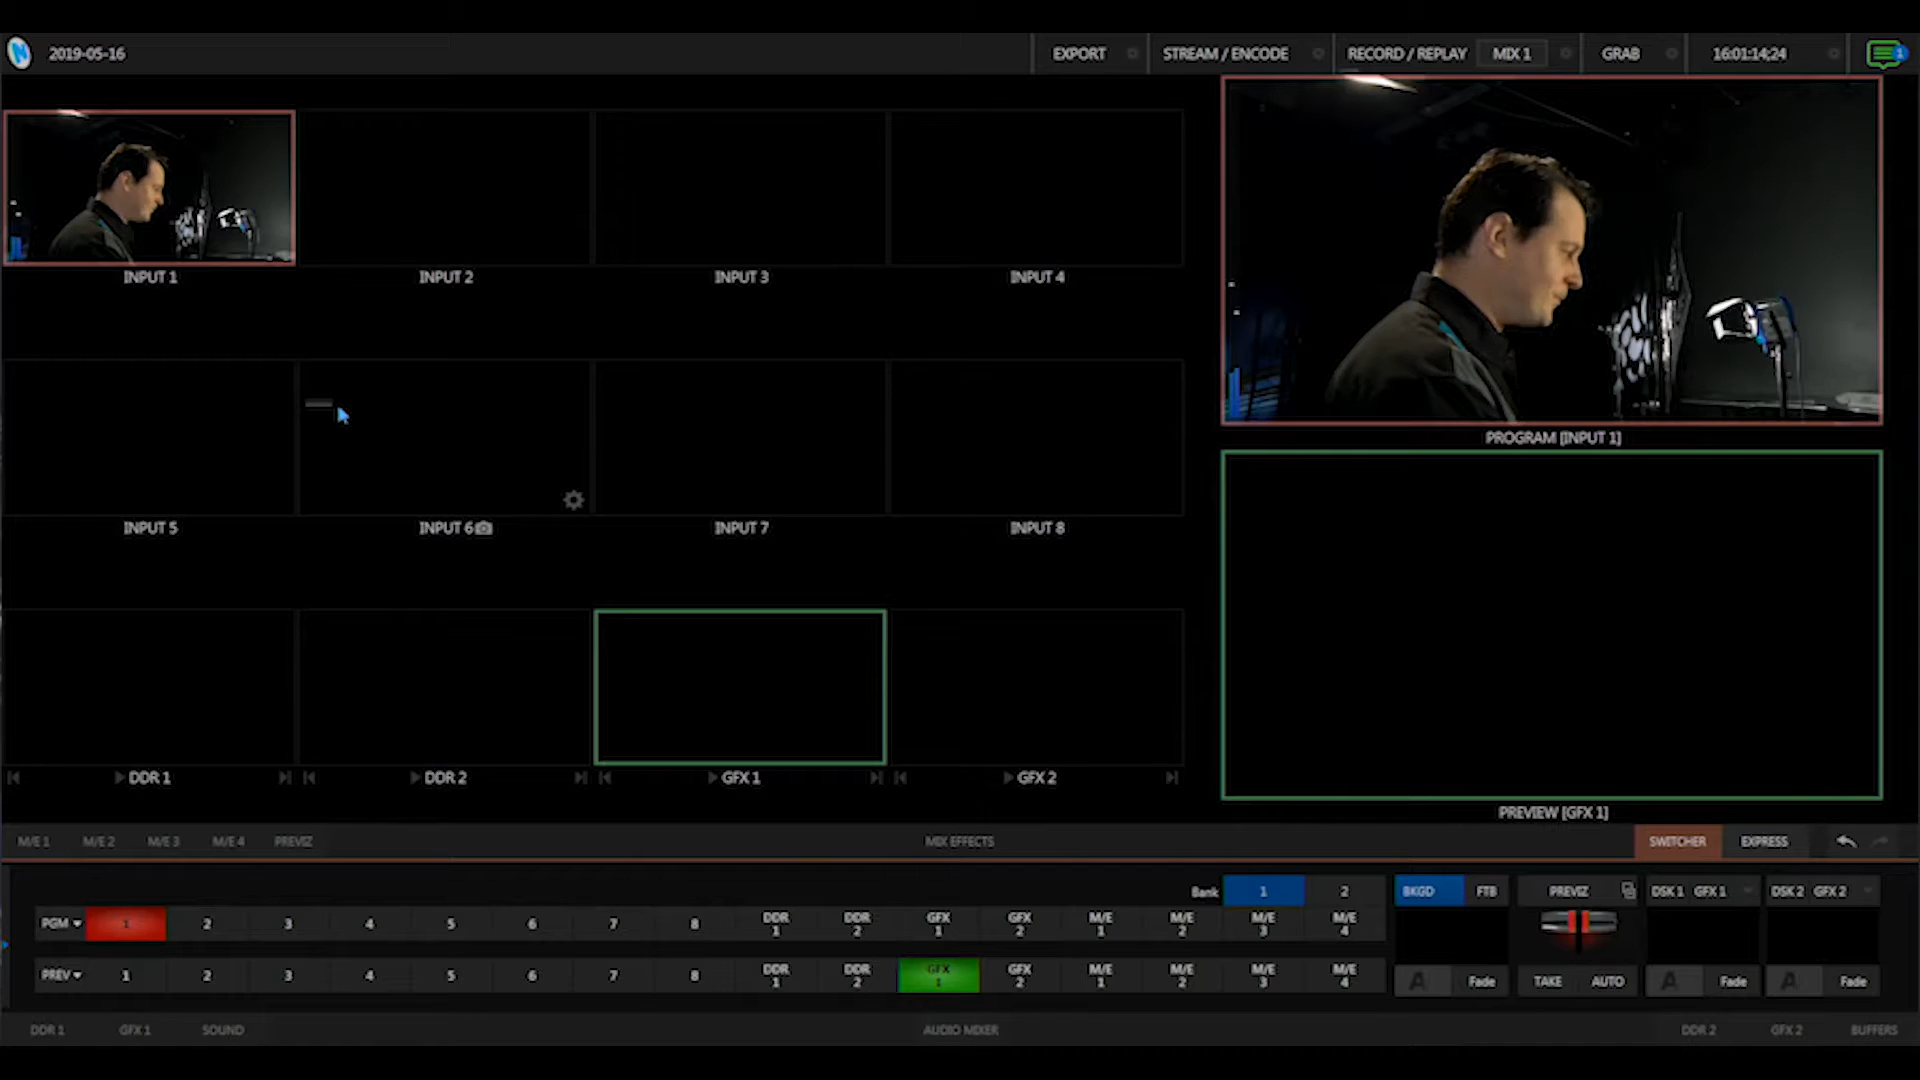 2019-05-16
EXPORT
STREAM / ENCODE
RECORD / REPLAY
MIX 1
GRAB
16:01:14;24
1
INPUT 1
INPUT 2
INPUT 3
INPUT 4
PROGRAM [INPUT 1]
INPUT 5
INPUT 6
INPUT 7
INPUT 8
DDR 1
DDR 2
GFX 1
GFX 2
PREVIEW [GFX 1]
M/E 1
M/E 2
M/E 3
M/E 4
PREVIZ
MIX EFFECTS
SWITCHER
EXPRESS
Bank
1
2
BKGD
FTB
PREVIZ
DSK 1 GFX 1
DSK 2 GFX 2
PGM 1 2 3 4 5 6 7 8 DDR 1 DDR 2 GFX 1 GFX 2 M/E 1 M/E 2 M/E 3 M/E 4
PREV 1 2 3 4 5 6 7 8 DDR 1 DDR 2 GFX 1 GFX 2 M/E 1 M/E 2 M/E 3 M/E 4
A
Fade
TAKE
AUTO
A
Fade
A
Fade
DDR 1
GFX 1
SOUND
AUDIO MIXER
DDR 2
GFX 2
BUFFERS